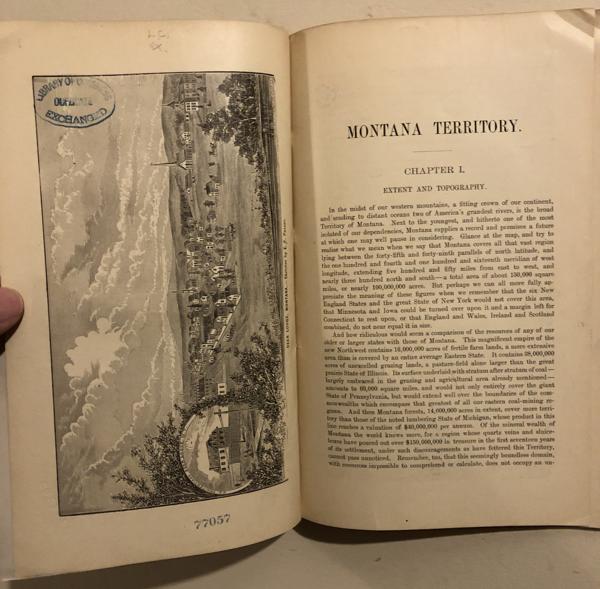 LIBRARY OF CONGRESS
DUPLICATE
EXCHANGED
DEER LODGE, MONTANA.
77057
MONTANA TERRITORY.
CHAPTER I.
EXTENT AND TOPOGRAPHY.
In the midst of our western mountains, a fitting crown of our continent,
and sending to distant oceans two of America's grandest rivers, is the broad
Territory of Montana. Next to the youngest, and hitherto one of the most
isolated of our dependencies, Montana supplies a record and promises a future
at which one may well pause in considering. Glance at the map, and try to
realize what we mean when we say that Montana covers all that vast region
lying between the forty-fifth and forty-ninth parallels of north latitude, and
the one hundred and fourth and one hundred and sixteenth meridian of west
longitude, extending five hundred and fifty miles from east to west, and
nearly three hundred north and south—a total area of about 150,000 square
miles, or nearly 100,000,000 acres. But perhaps we can all more fully ap-
preciate the meaning of these figures when we remember that the six New
England States and the great State of New York would not cover this area,
that Minnesota and Iowa could be turned over upon it and a margin left for
Connecticut to rest upon, or that England and Wales, Ireland and Scotland
combined, do not near equal it in size.
And how ridiculous would seem a comparison of the resources of any of our
older or larger states with those of Montana. This magnificent empire of the
new Northwest contains 16,000,000 acres of fertile farm lands, a more extensive
area than is covered by an entire average Eastern State. It contains 38,000,000
acres of unexcelled grazing lands, a pasture-field alone larger than the great
prairie State of Illinois. Its surface underlaid with stratum after stratum of coal—
largely embraced in the grazing and agricultural area already mentioned—
amounts to 60,000 square miles, and would not only entirely cover the giant
State of Pennsylvania, but would extend well over the boundaries of the com-
monwealths which encompass that greatest of all our eastern coal-mining re-
gions. And then Montana forests, 14,000,000 acres in extent, cover more terri-
tory than those of the noted lumbering State of Michigan, whose product in this
line reaches a valuation of $40,000,000 per annum. Of the mineral wealth of
Montana the world knows more, for a region whose quartz veins and sluice-
boxes have poured out over $150,000,000 in treasure in the first seventeen years
of its settlement, under such discouragements as have fettered this Territory,
cannot pass unnoticed. Remember, too, that this seemingly boundless domain,
with resources impossible to comprehend or calculate, does not occupy an un-